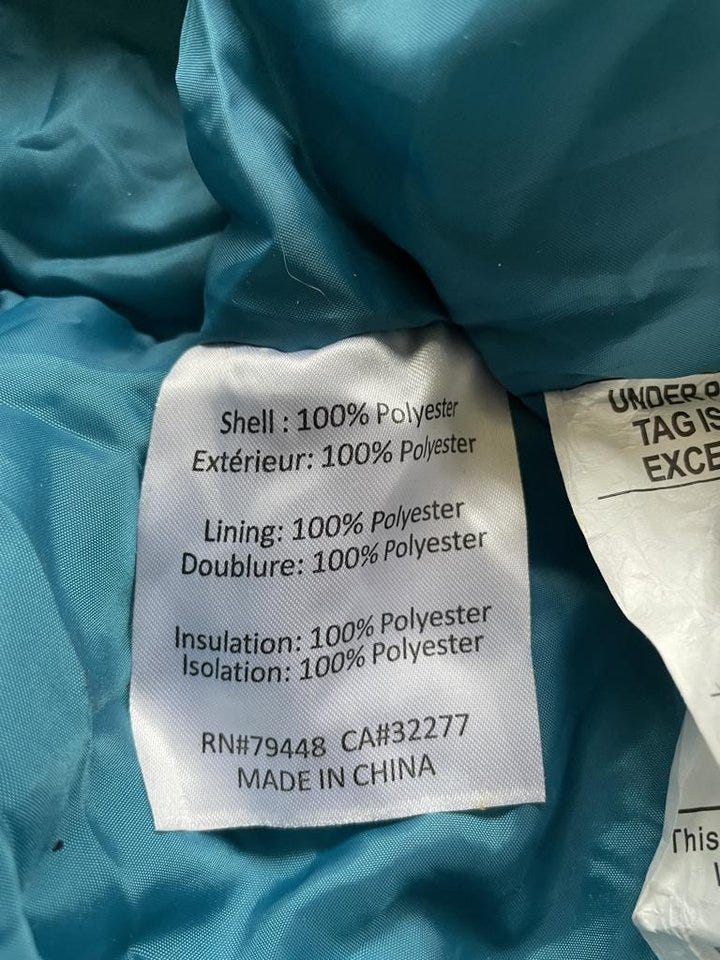 Shell : 100% Polyester
Extérieur: 100% Polyester
Lining: 100% Polyester
Doublure: 100% Polyester
Insulation: 100% Polyester
Isolation: 100% Polyester
RN#79448 CA#32277
MADE IN CHINA
UNDER
TAG IS
EXCE
This